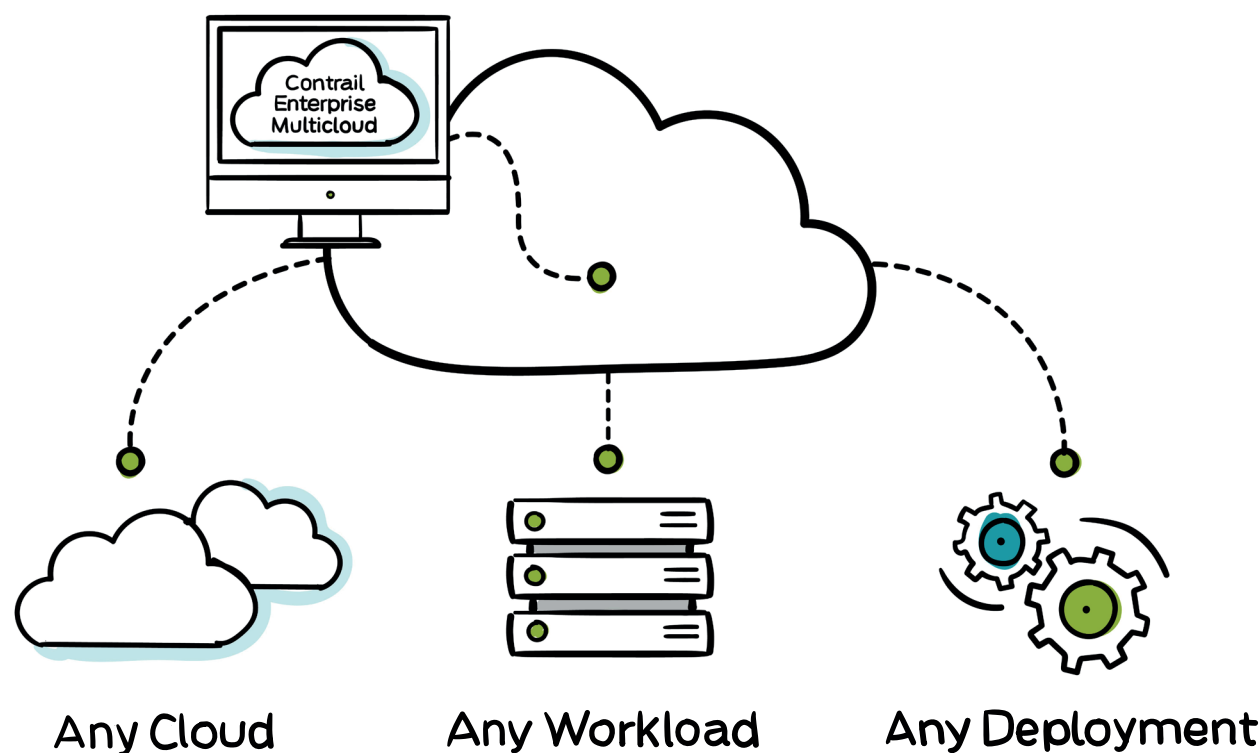 Contrail
Enterprise
Multicloud
Any Cloud
Any Workload
Any Deployment